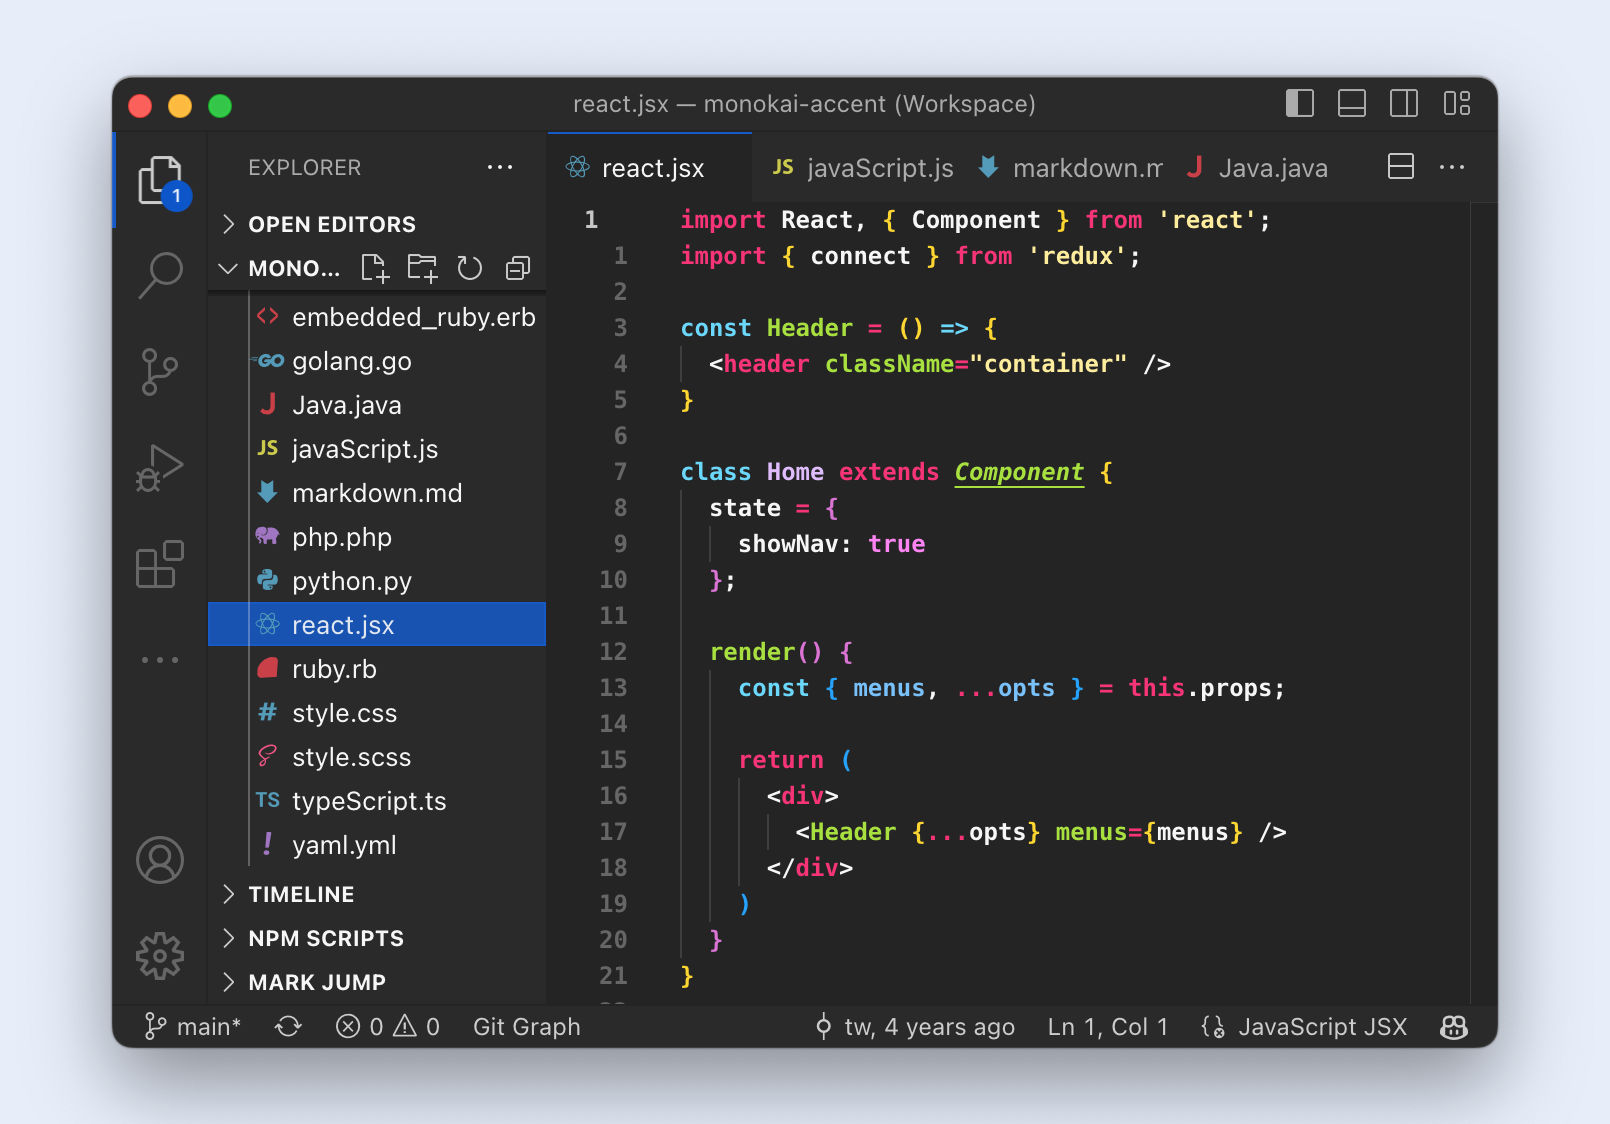 react.jsx — monokai-accent (Workspace)
EXPLORER
1
OPEN EDITORS
MONO...
embedded_ruby.erb
GO golang.go
J Java.java
JS javaScript.js
markdown.md
php.php
python.py
react.jsx
ruby.rb
# style.css
style.scss
TS typeScript.ts
! yaml.yml
TIMELINE
NPM SCRIPTS
MARK JUMP
react.jsx JS javaScript.js markdown.m J Java.java
1 import React, { Component } from 'react';
1 import { connect } from 'redux';
2
3 const Header = () => {
4 <header className="container" />
5 }
6
7 class Home extends Component {
8 state = {
9 showNav: true
10 };
11
12 render() {
13 const { menus, ...opts } = this.props;
14
15 return (
16 <div>
17 <Header {...opts} menus={menus} />
18 </div>
19 )
20 }
21 }
main* 0 0 Git Graph tw, 4 years ago Ln 1, Col 1 JavaScript JSX